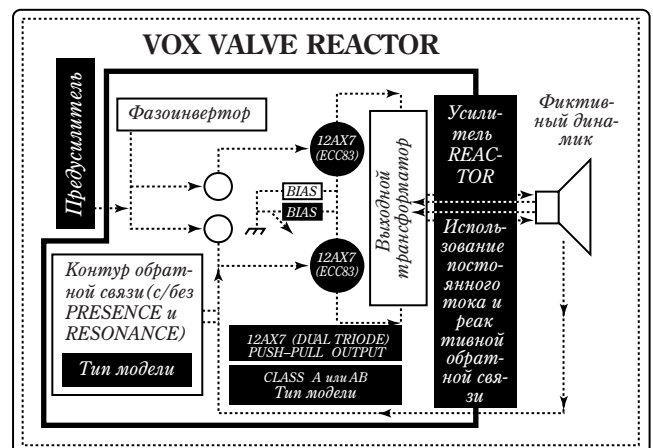 VOX VALVE REACTOR
Предусилитель
Фазоинвертор
12AX7
(ECC83)
BIAS
BIAS
12AX7
(ECC83)
Выходной
трансформатор
Усили-
тель
REAC-
TOR
Фиктив-
ный дина-
мик
Исполь-
зование
посто-
янного
тока и
реак
тивной
обрат-
ной свя-
зи
Контур обрат-
ной связи (с/без
PRESENCE и
RESONANCE)
Тип модели
12AX7 (DUAL TRIODE)
PUSH-PULL OUTPUT
CLASS A или AB
Тип модели